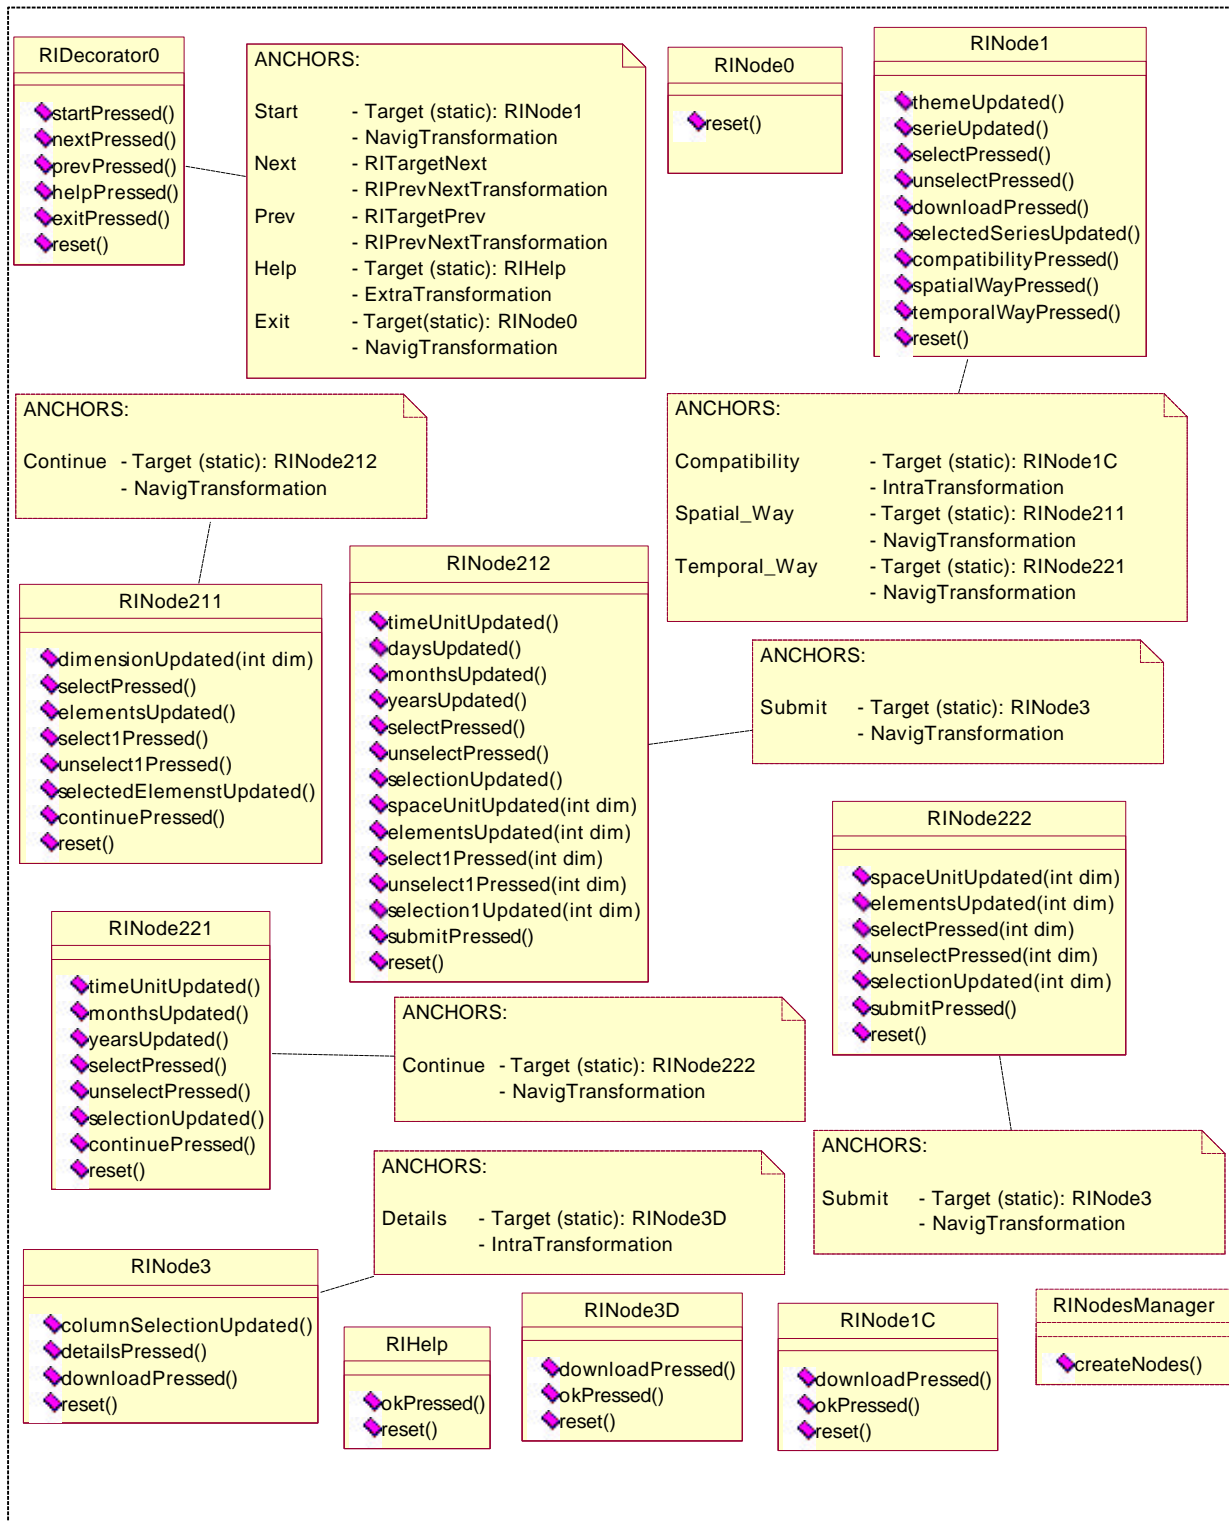 RIDecorator0
startPressed()
nextPressed()
prevPressed()
helpPressed()
exitPressed()
reset()
ANCHORS:
Start - Target (static): RINode1
- NavigTransformation
Next - RITargetNext
- RIPrevNextTransformation
Prev - RITargetPrev
- RIPrevNextTransformation
Help - Target (static): RIHelp
- ExtraTransformation
Exit - Target(static): RINode0
- NavigTransformation
RINode0
reset()
RINode1
themeUpdated()
serieUpdated()
selectPressed()
unselectPressed()
downloadPressed()
selectedSeriesUpdated()
compatibilityPressed()
spatialWayPressed()
temporalWayPressed()
reset()
ANCHORS:
Continue - Target (static): RINode212
- NavigTransformation
ANCHORS:
Compatibility - Target (static): RINode1C
- IntraTransformation
Spatial_Way - Target (static): RINode211
- NavigTransformation
Temporal_Way - Target (static): RINode221
- NavigTransformation
RINode211
dimensionUpdated(int dim)
selectPressed()
elementsUpdated()
select1Pressed()
unselect1Pressed()
selectedElemenstUpdated()
continuePressed()
reset()
RINode212
timeUnitUpdated()
daysUpdated()
monthsUpdated()
yearsUpdated()
selectPressed()
unselectPressed()
selectionUpdated()
spaceUnitUpdated(int dim)
elementsUpdated(int dim)
select1Pressed(int dim)
unselect1Pressed(int dim)
selection1Updated(int dim)
submitPressed()
reset()
ANCHORS:
Submit - Target (static): RINode3
- NavigTransformation
RINode222
spaceUnitUpdated(int dim)
elementsUpdated(int dim)
selectPressed(int dim)
unselectPressed(int dim)
selectionUpdated(int dim)
submitPressed()
reset()
RINode221
timeUnitUpdated()
monthsUpdated()
yearsUpdated()
selectPressed()
unselectPressed()
selectionUpdated()
continuePressed()
reset()
ANCHORS:
Continue - Target (static): RINode222
- NavigTransformation
ANCHORS:
Submit - Target (static): RINode3
- NavigTransformation
ANCHORS:
Details - Target (static): RINode3D
- IntraTransformation
RINode3
columnSelectionUpdated()
detailsPressed()
downloadPressed()
reset()
RIHelp
okPressed()
reset()
RINode3D
downloadPressed()
okPressed()
reset()
RINode1C
downloadPressed()
okPressed()
reset()
RINodesManager
createNodes()